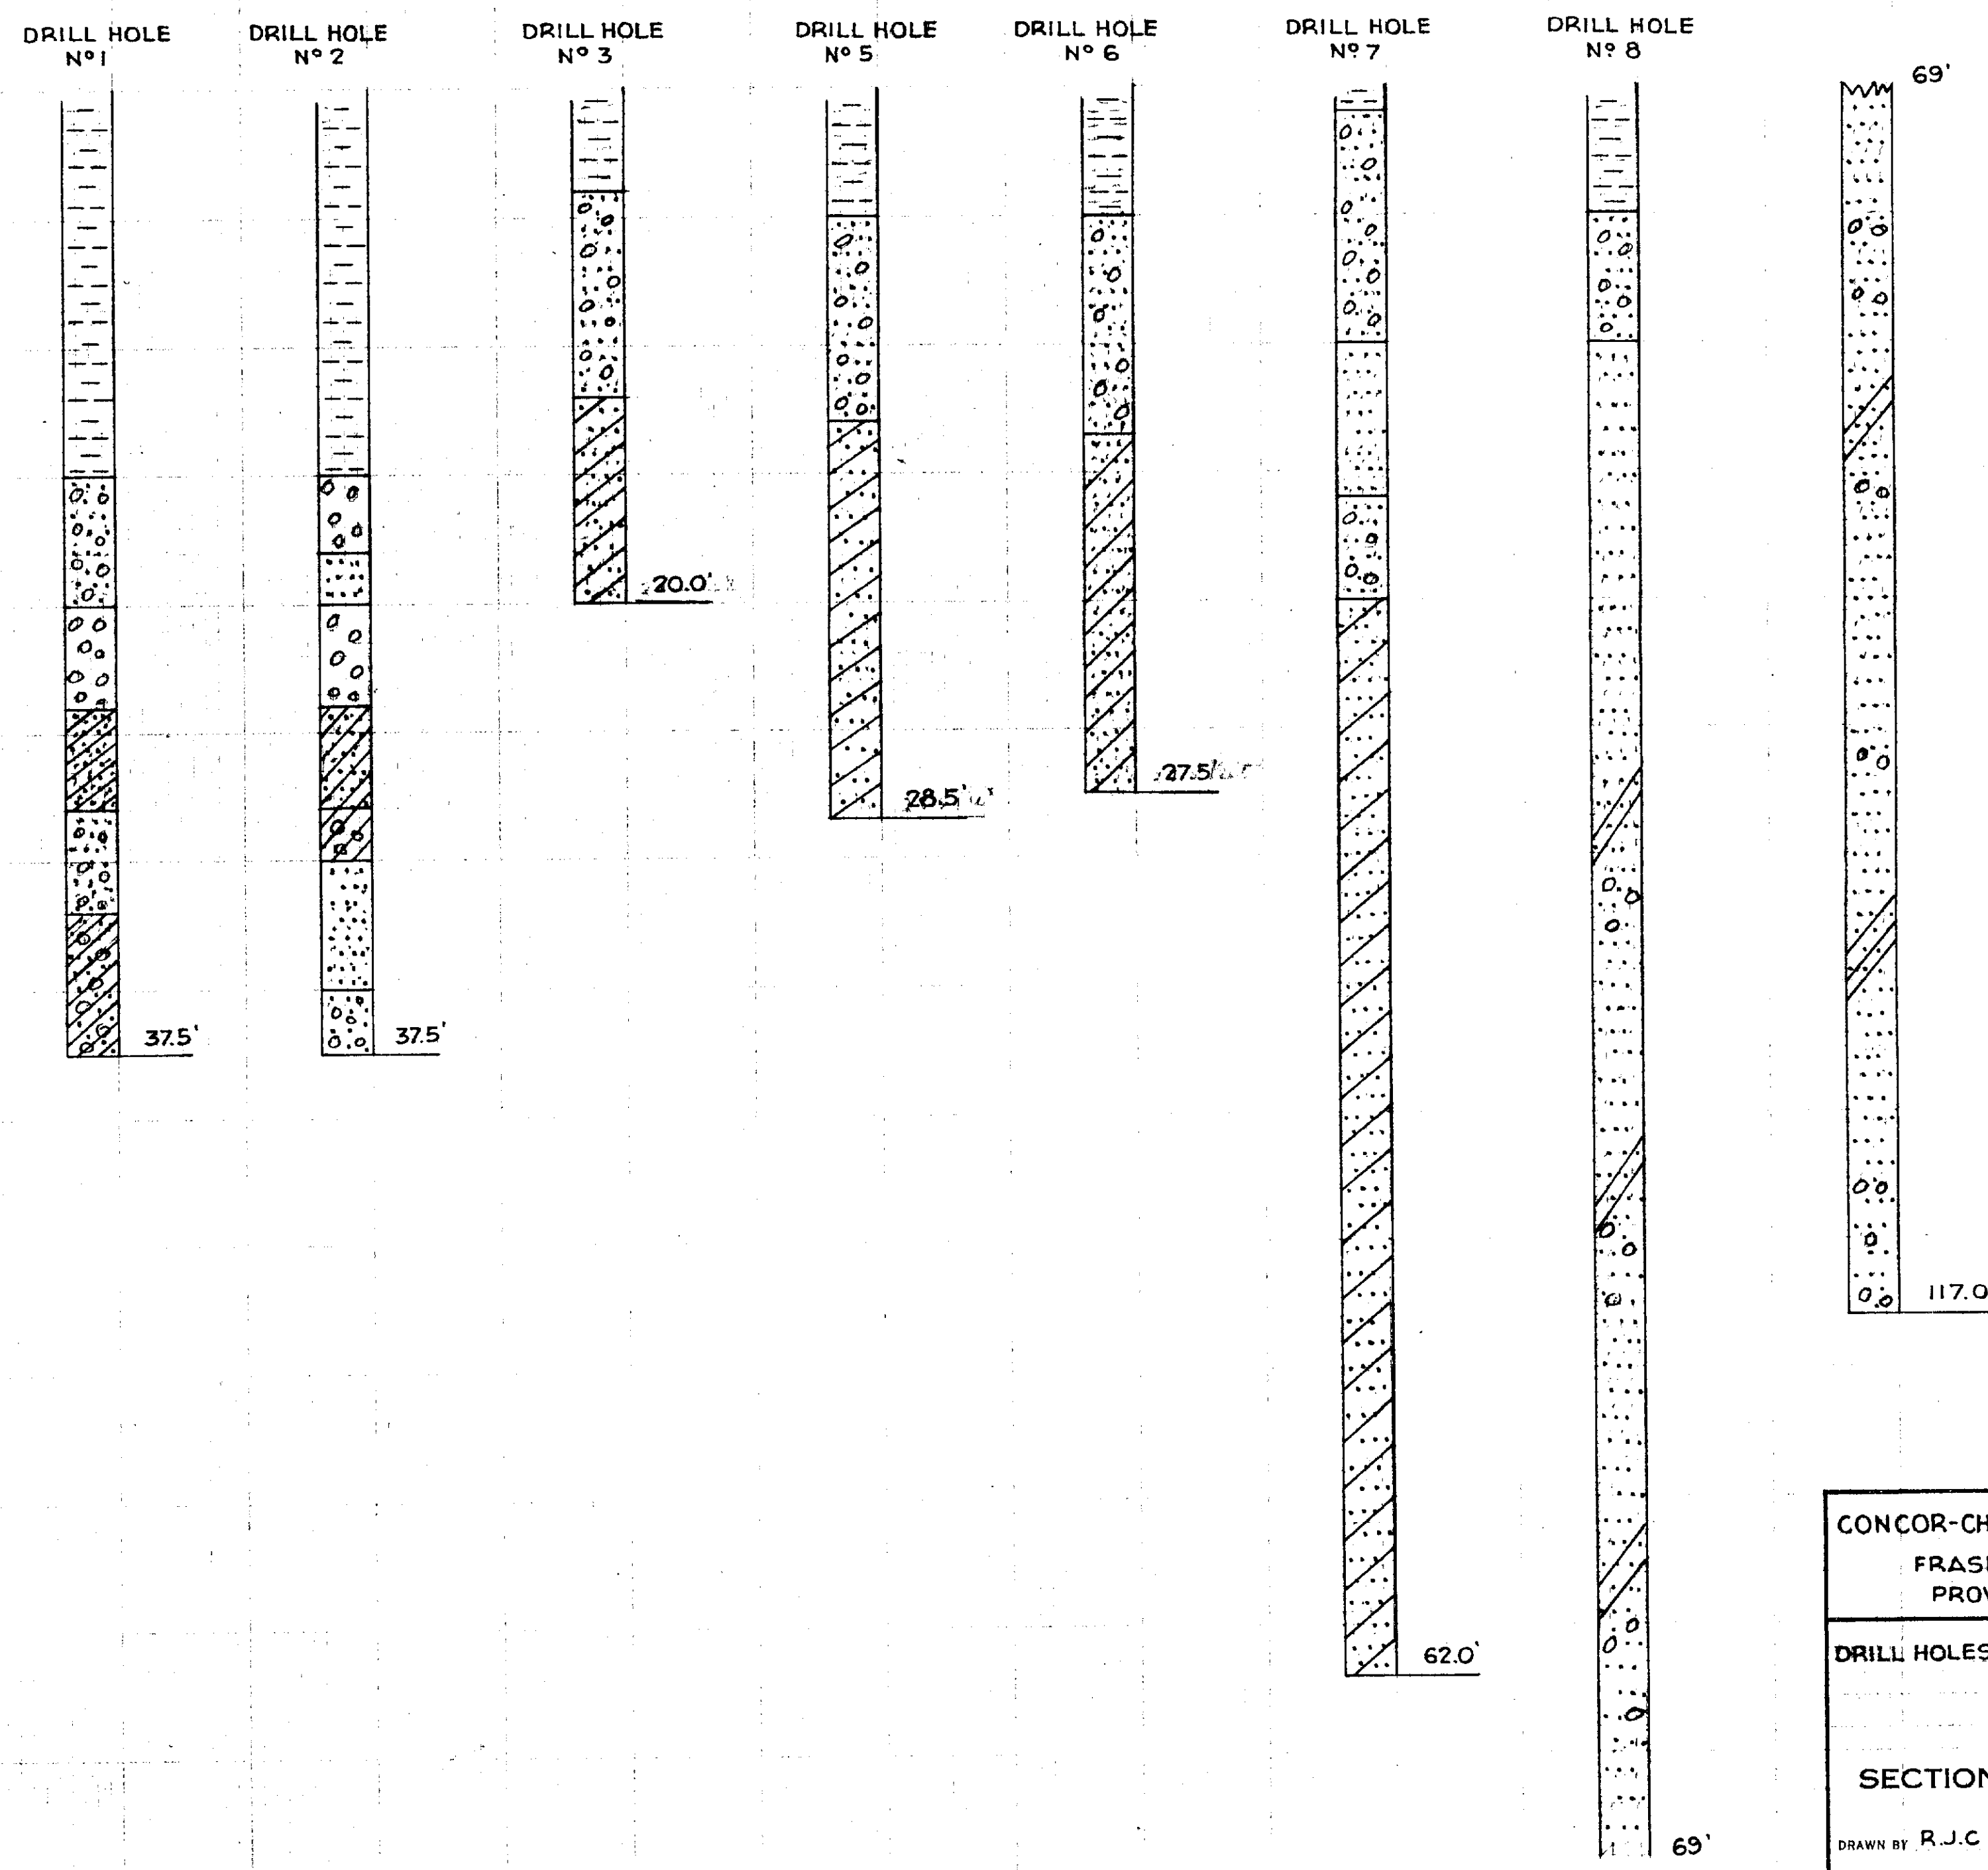 DRILL HOLE
Nº 1
DRILL HOLE
Nº 2
DRILL HOLE
Nº 3
DRILL HOLE
Nº 5
DRILL HOLE
Nº 6
DRILL HOLE
Nº 7
DRILL HOLE
Nº 8
69'
20.0'
27.5'
28.5'
37.5'
37.5'
117.0
62.0'
69'
CONCOR-CH
FRAS
PROV
DRILL HOLES
SECTION
DRAWN BY R.J.C